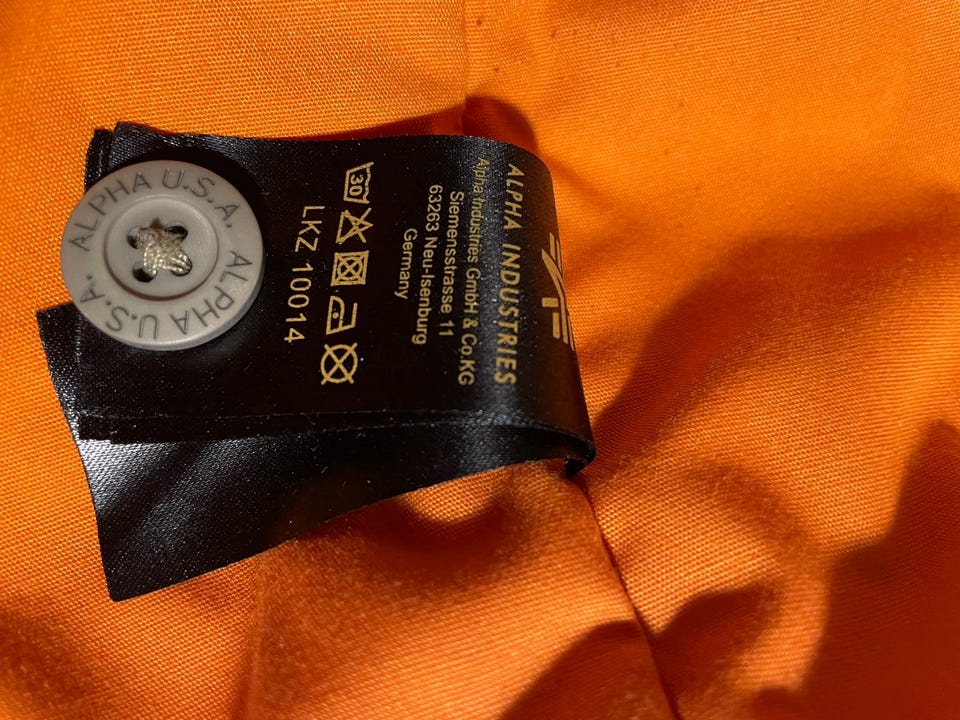 ALPHA INDUSTRIES
Alpha Industries GmbH & Co.KG
Siemensstrasse 11
63263 Neu-Isenburg
Germany
30
LKZ 10014
ALPHA U.S.A. ALPHA U.S.A.